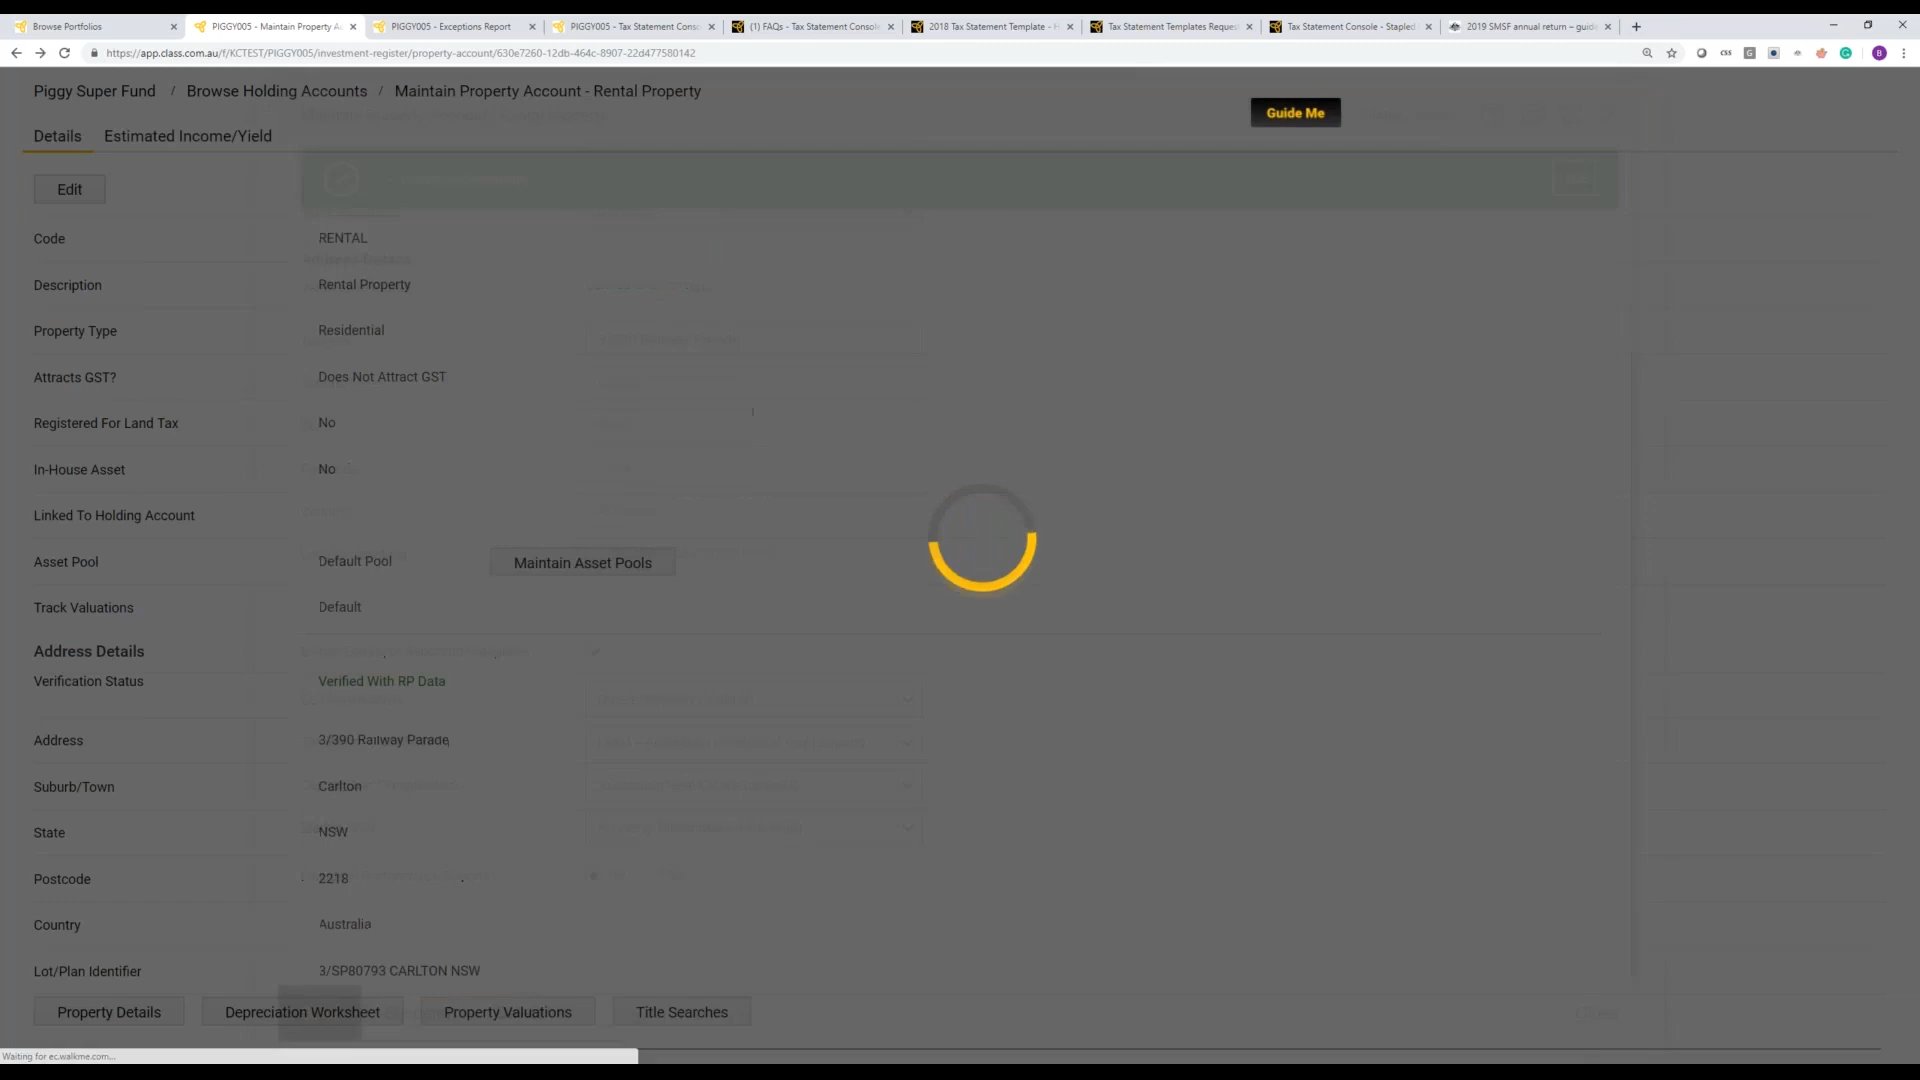 Browse Portfolios
PIGGY005 - Maintain Property A
PIGGY005 - Exceptions Report
PIGGY005 - Tax Statement Conso
(1) FAQs - Tax Statement Console
2018 Tax Statement Template - H
Tax Statement Templates Request
Tax Statement Console - Stapled
2019 SMSF annual return – guid
https://app.class.com.au/f/KCTEST/PIGGY005/investment-register/property-account/630e7260-12db-464c-8907-22d477580142
Piggy Super Fund / Browse Holding Accounts / Maintain Property Account - Rental Property
Guide Me
Details Estimated Income/Yield
Edit
Code RENTAL
Description Rental Property
Property Type Residential
Attracts GST? Does Not Attract GST
Registered For Land Tax No
In-House Asset No
Linked To Holding Account
Asset Pool Default Pool Maintain Asset Pools
Track Valuations Default
Address Details
Verification Status Verified With RP Data
Address 3/390 Railway Parade
Suburb/Town Carlton
State NSW
Postcode 2218
Country Australia
Lot/Plan Identifier 3/SP80793 CARLTON NSW
Property Details Depreciation Worksheet Property Valuations Title Searches
Waiting for ec.walkme.com...